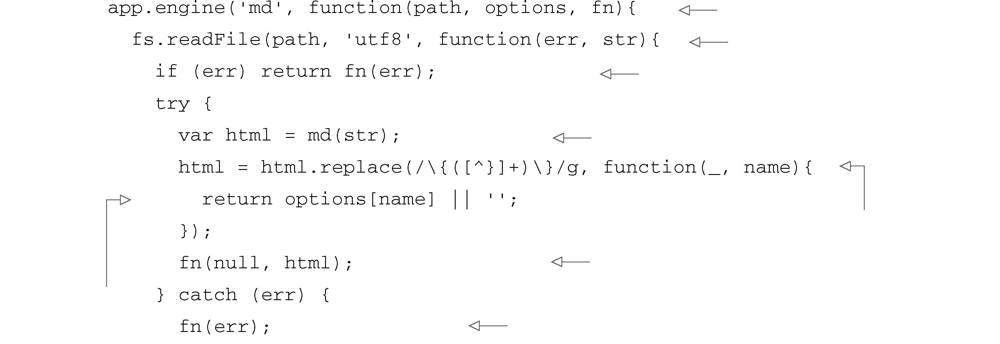 app.engine('md', function(path, options, fn){
fs.readFile(path, 'utf8', function(err, str){
if (err) return fn(err);
try {
var html = md(str);
html = html.replace(/\{([^}]+)\}/g, function(_, name){
return options[name] || '';
});
fn(null, html);
} catch (err) {
fn(err);